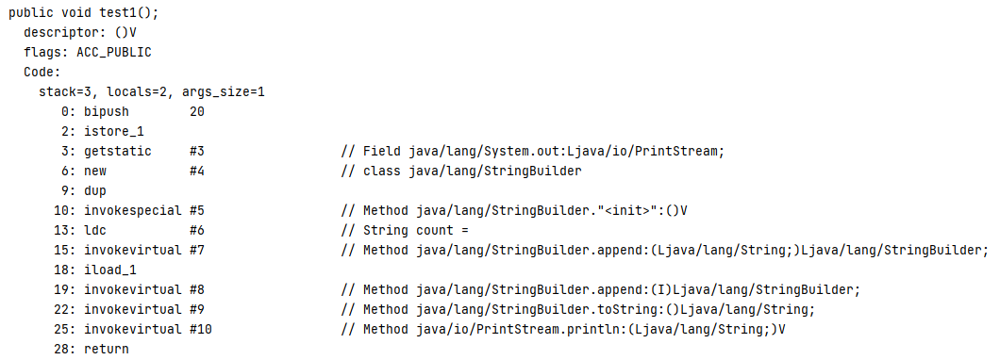 public void test1();
  descriptor: ()V
  flags: ACC_PUBLIC
  Code:
    stack=3, locals=2, args_size=1
       0: bipush        20
       2: istore_1
       3: getstatic     #3                  // Field java/lang/System.out:Ljava/io/PrintStream;
       6: new           #4                  // class java/lang/StringBuilder
       9: dup
      10: invokespecial #5                  // Method java/lang/StringBuilder."<init>":()V
      13: ldc           #6                  // String count =
      15: invokevirtual #7                  // Method java/lang/StringBuilder.append:(Ljava/lang/String;)Ljava/lang/StringBuilder;
      18: iload_1
      19: invokevirtual #8                  // Method java/lang/StringBuilder.append:(I)Ljava/lang/StringBuilder;
      22: invokevirtual #9                  // Method java/lang/StringBuilder.toString:()Ljava/lang/String;
      25: invokevirtual #10                 // Method java/io/PrintStream.println:(Ljava/lang/String;)V
      28: return